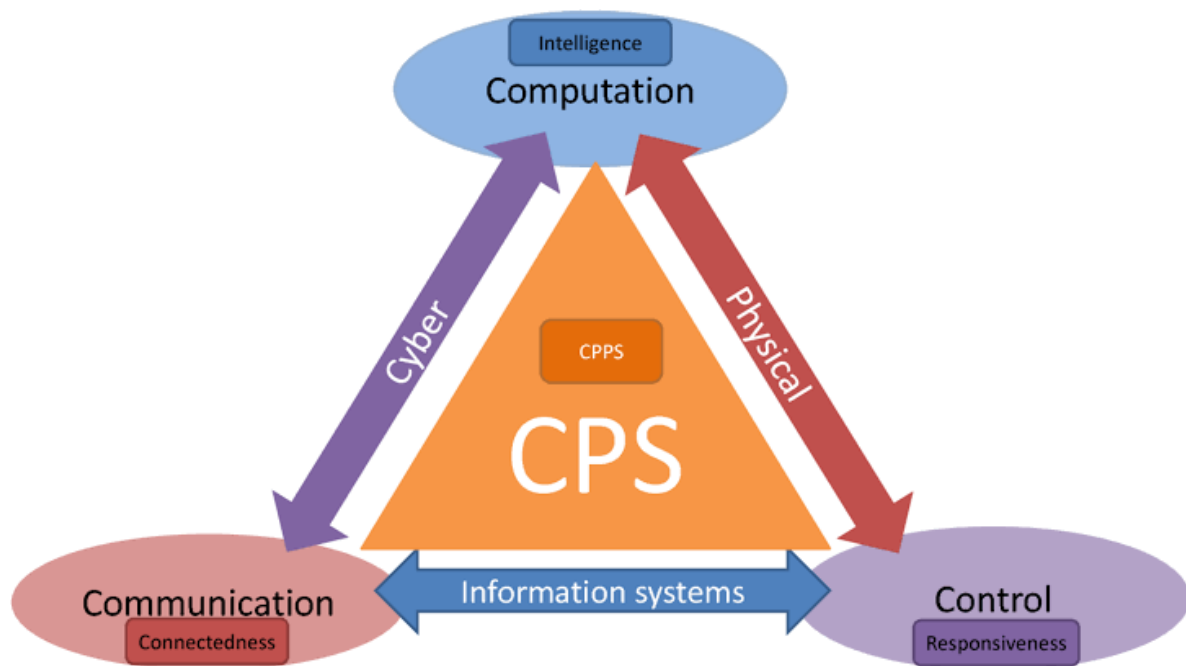 Intelligence
Computation
Cyber
Physical
CPPS
CPS
Communication
Connectedness
Information systems
Control
Responsiveness